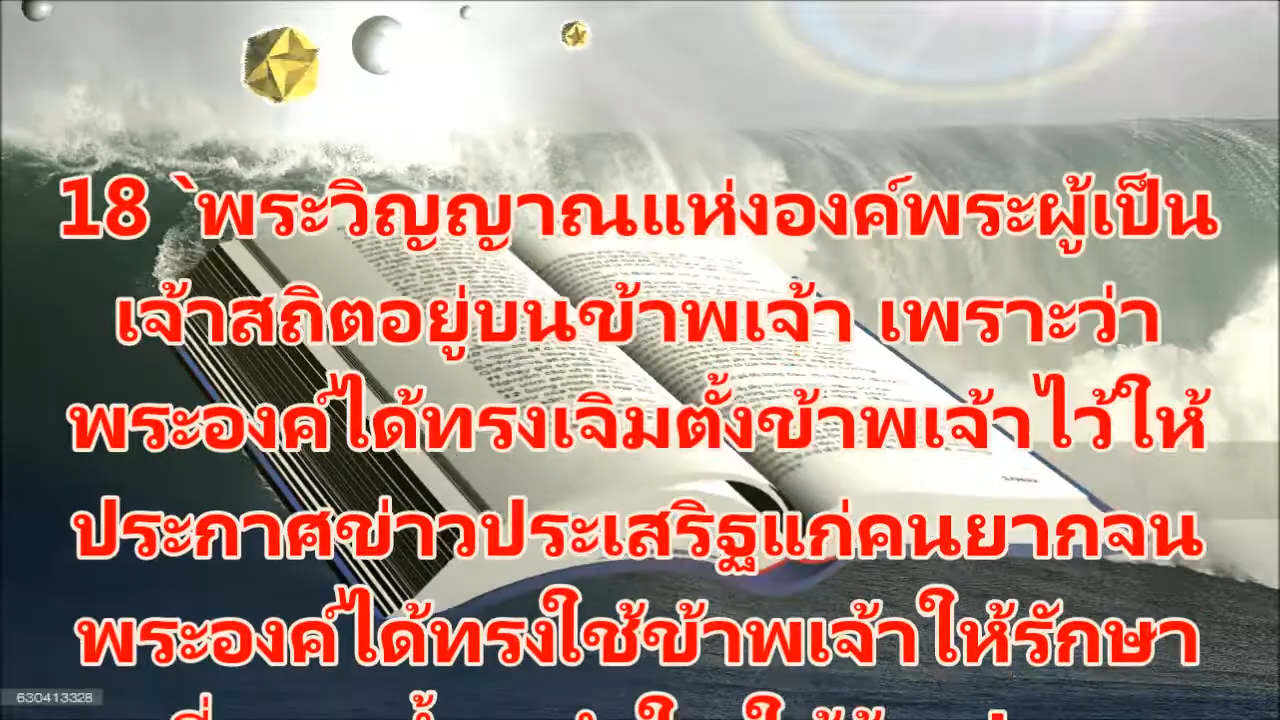 18 `พระวิญญาณแห่งองค์พระผู้เป็น
เจ้าสถิตอยู่บนข้าพเจ้า เพราะว่า
พระองค์ได้ทรงเจิมตั้งข้าพเจ้าไว้ให้
ประกาศข่าวประเสริฐแก่คนยากจน
พระองค์ได้ทรงใช้ข้าพเจ้าให้รักษา
630413328